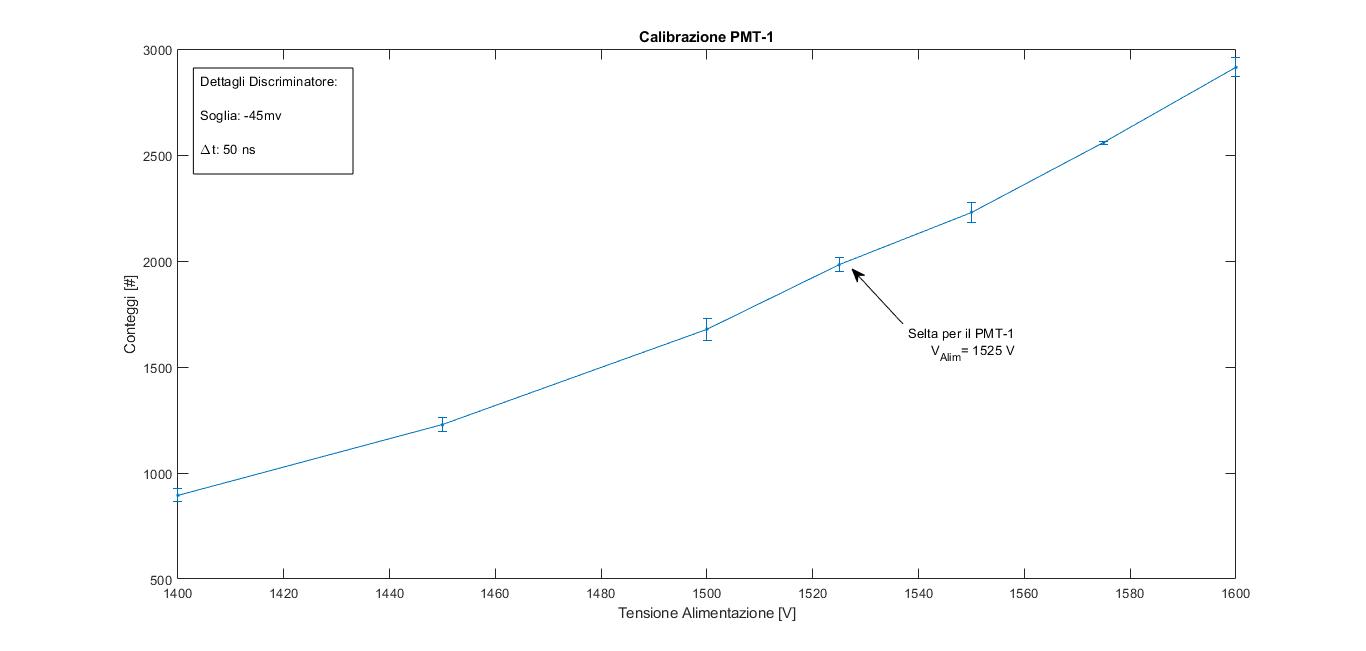 Calibrazione PMT-1
3000
2500
2000
1500
1000
500
Conteggi [#]
Dettagli Discriminatore:
Soglia: -45mv
Δt: 50 ns
Selta per il PMT-1
V_Alim= 1525 V
1400 1420 1440 1460 1480 1500 1520 1540 1560 1580 1600
Tensione Alimentazione [V]